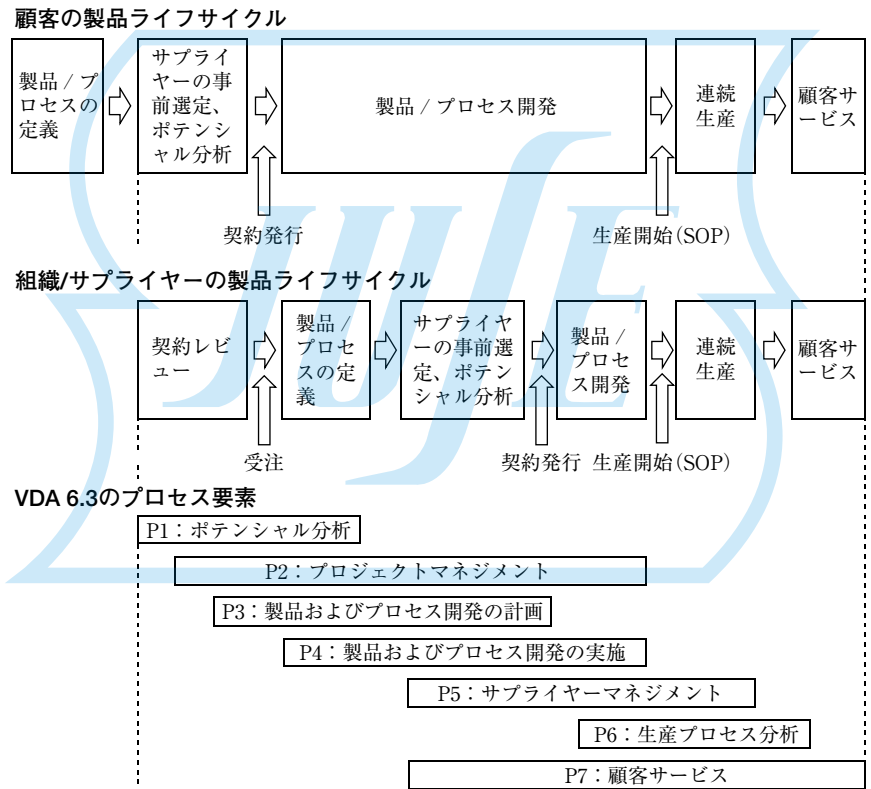 顧客の製品ライフサイクル
製品 / プ
ロセスの
定義
サプライ
ヤーの事
前選定、
ポテンシ
ャル分析
製品 / プロセス開発
連続
生産
顧客サ
ービス
契約発行
生産開始(SOP)
組織/サプライヤーの製品ライフサイクル
契約レビ
ュー
製品 /
プロセ
スの定
義
サプライヤ
ーの事前選
定、ポテン
シャル分析
製品 /
プロセ
ス開発
連続
生産
顧客サ
ービス
受注
契約発行
生産開始(SOP)
VDA 6.3のプロセス要素
P1：ポテンシャル分析
P2：プロジェクトマネジメント
P3：製品およびプロセス開発の計画
P4：製品およびプロセス開発の実施
P5：サプライヤーマネジメント
P6：生産プロセス分析
P7：顧客サービス
JUSE